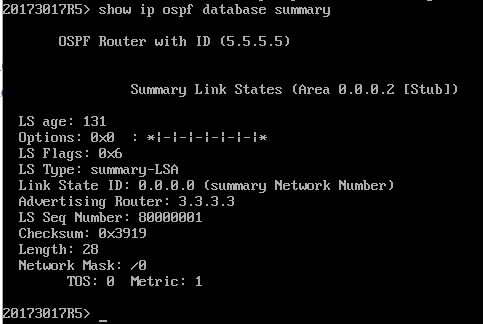 20173017R5> show ip ospf database summary
OSPF Router with ID (5.5.5.5)
Summary Link States (Area 0.0.0.2 [Stub])
LS age: 131
Options: 0x0  : *|-|-|-|-|-|-|*
LS Flags: 0x6
LS Type: summary-LSA
Link State ID: 0.0.0.0 (summary Network Number)
Advertising Router: 3.3.3.3
LS Seq Number: 80000001
Checksum: 0x3919
Length: 28
Network Mask: /0
TOS: 0  Metric: 1
20173017R5> _